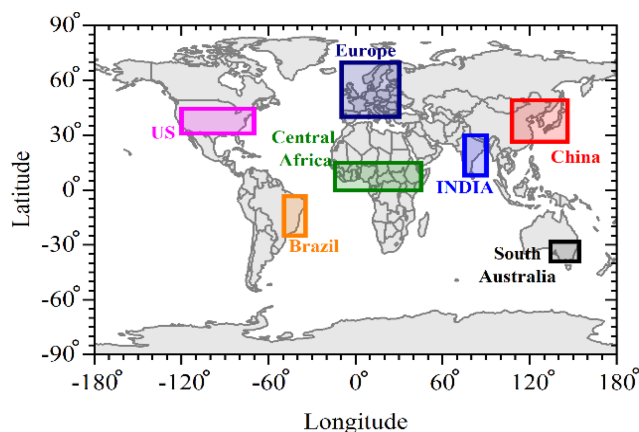 90°
60°
30°
0°
-30°
-60°
-90°
Latitude
Europe
US
Central
Africa
INDIA
China
Brazil
South
Australia
-180° -120° -60° 0° 60° 120° 180°
Longitude